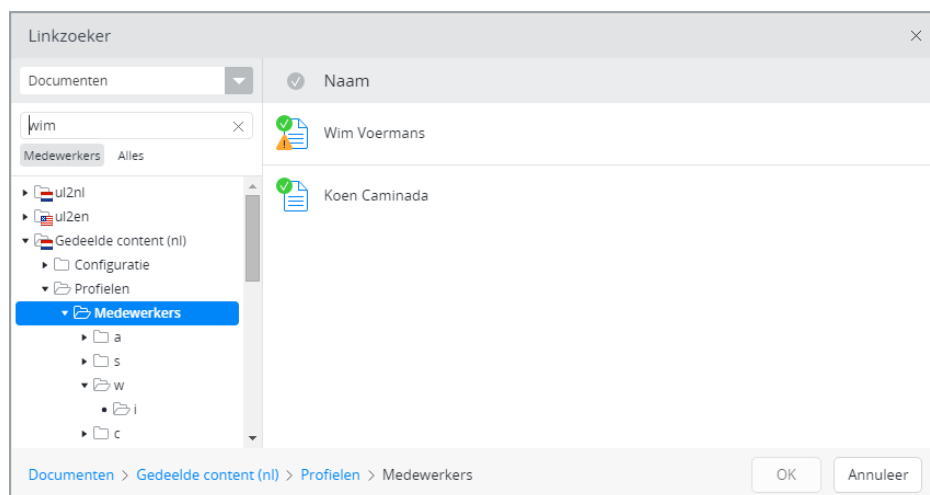 Linkzoeker
Documenten
Naam
wim
Medewerkers Alles
Wim Voermans
Koen Caminada
ul2nl
ul2en
Gedeelde content (nl)
Configuratie
Profielen
Medewerkers
a
s
w
i
c
Documenten > Gedeelde content (nl) > Profielen > Medewerkers
OK Annuleer